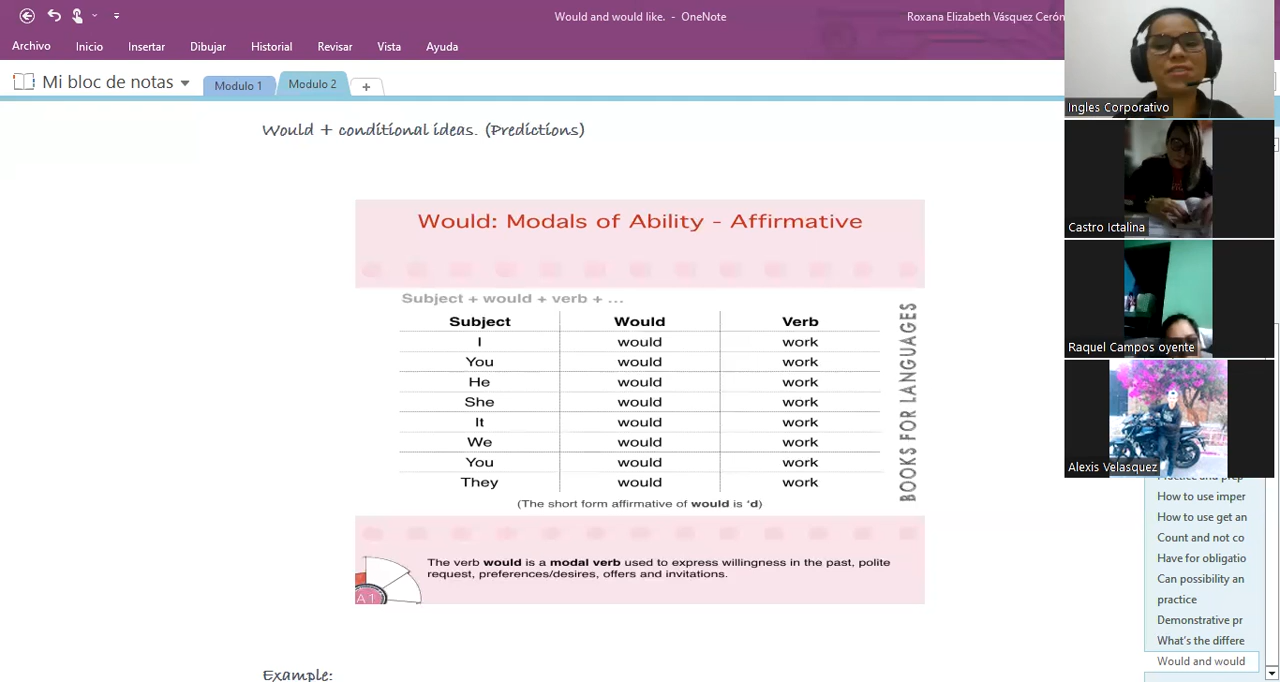 Would and would like. - OneNote
Roxana Elizabeth Vásquez Cerón
Archivo Inicio Insertar Dibujar Historial Revisar Vista Ayuda
Mi bloc de notas Modulo 1 Modulo 2 +
Would + conditional ideas. (Predictions)
Would: Modals of Ability - Affirmative
Subject + would + verb + ...
Subject Would Verb
I would work
You would work
He would work
She would work
It would work
We would work
You would work
They would work
(The short form affirmative of would is 'd)
BOOKS FOR LANGUAGES
The verb would is a modal verb used to express willingness in the past, polite
request, preferences/desires, offers and invitations.
A1
Example:
Ingles Corporativo
Castro Ictalina
Raquel Campos oyente
Alexis Velasquez
Practice and prep
How to use imper
How to use get an
Count and not co
Have for obligatio
Can possibility an
practice
Demonstrative pr
What's the differe
Would and would